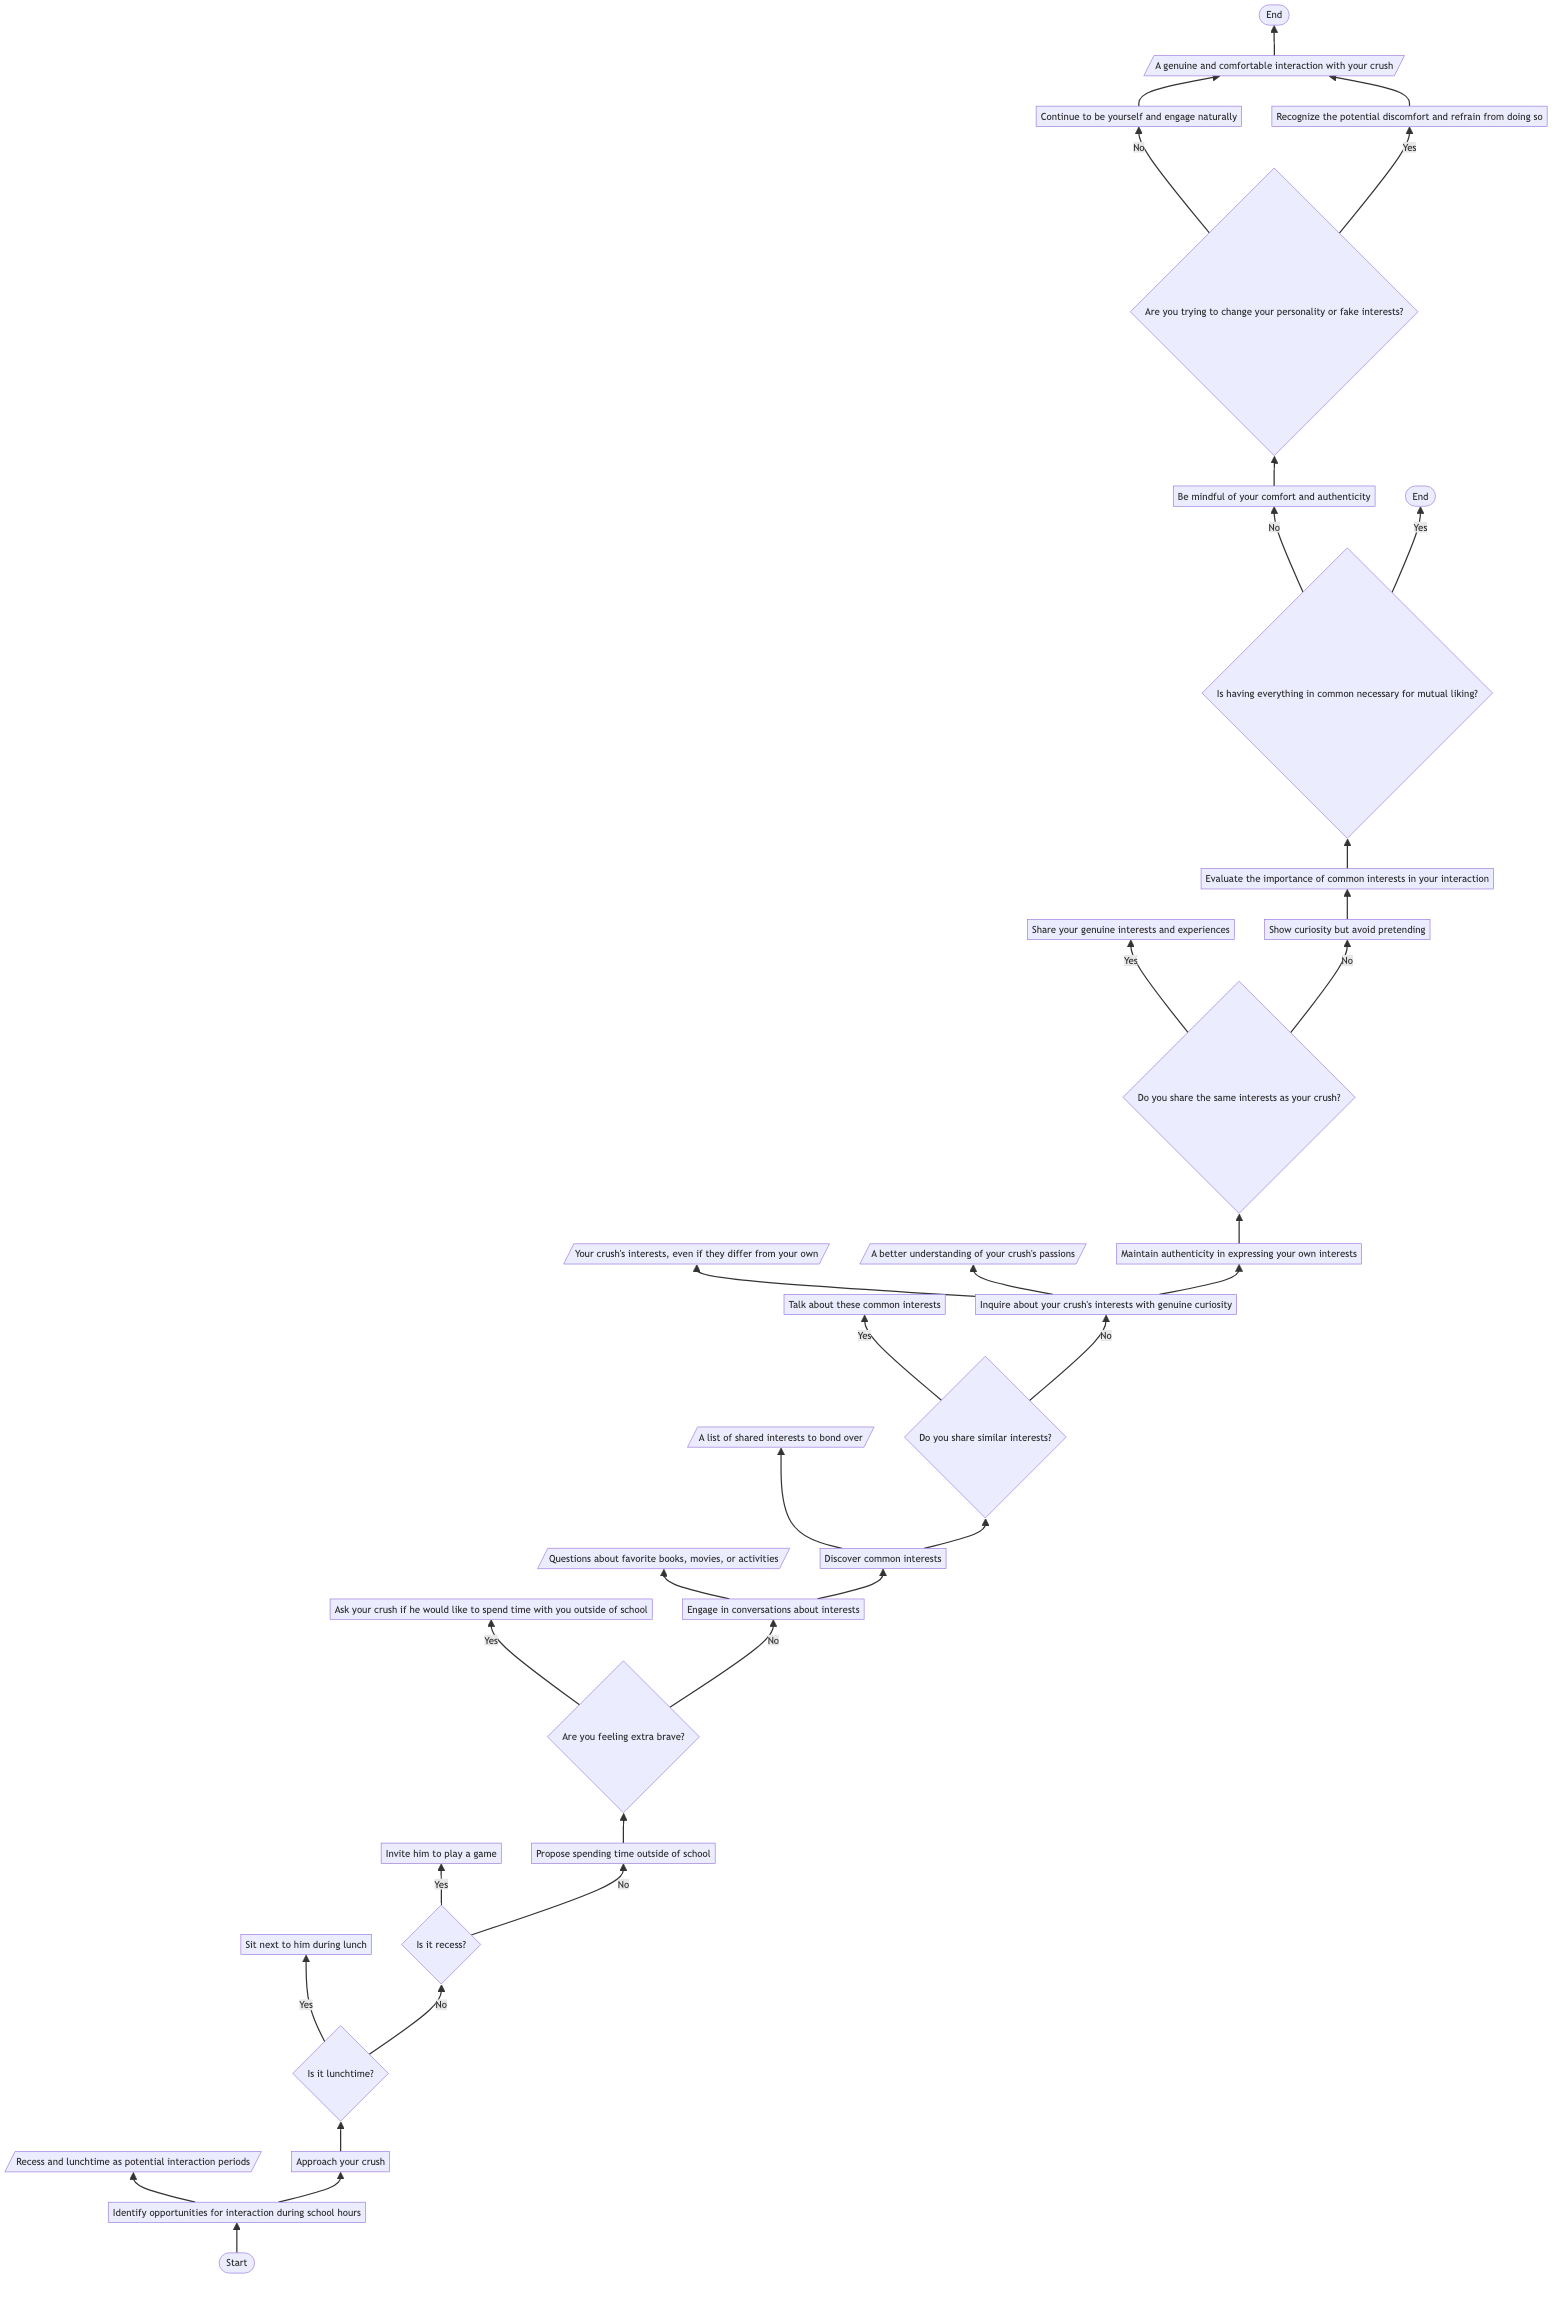 End
A genuine and comfortable interaction with your crush
Continue to be yourself and engage naturally
Recognize the potential discomfort and refrain from doing so
No
Yes
Are you trying to change your personality or fake interests?
Be mindful of your comfort and authenticity
End
No
Yes
Is having everything in common necessary for mutual liking?
Evaluate the importance of common interests in your interaction
Share your genuine interests and experiences
Show curiosity but avoid pretending
Yes
No
Do you share the same interests as your crush?
Your crush's interests, even if they differ from your own
A better understanding of your crush's passions
Maintain authenticity in expressing your own interests
Talk about these common interests
Inquire about your crush's interests with genuine curiosity
Yes
No
A list of shared interests to bond over
Do you share similar interests?
Questions about favorite books, movies, or activities
Discover common interests
Ask your crush if he would like to spend time with you outside of school
Engage in conversations about interests
Yes
No
Are you feeling extra brave?
Invite him to play a game
Propose spending time outside of school
Yes
No
Sit next to him during lunch
Is it recess?
Yes
No
Is it lunchtime?
Recess and lunchtime as potential interaction periods
Approach your crush
Identify opportunities for interaction during school hours
Start